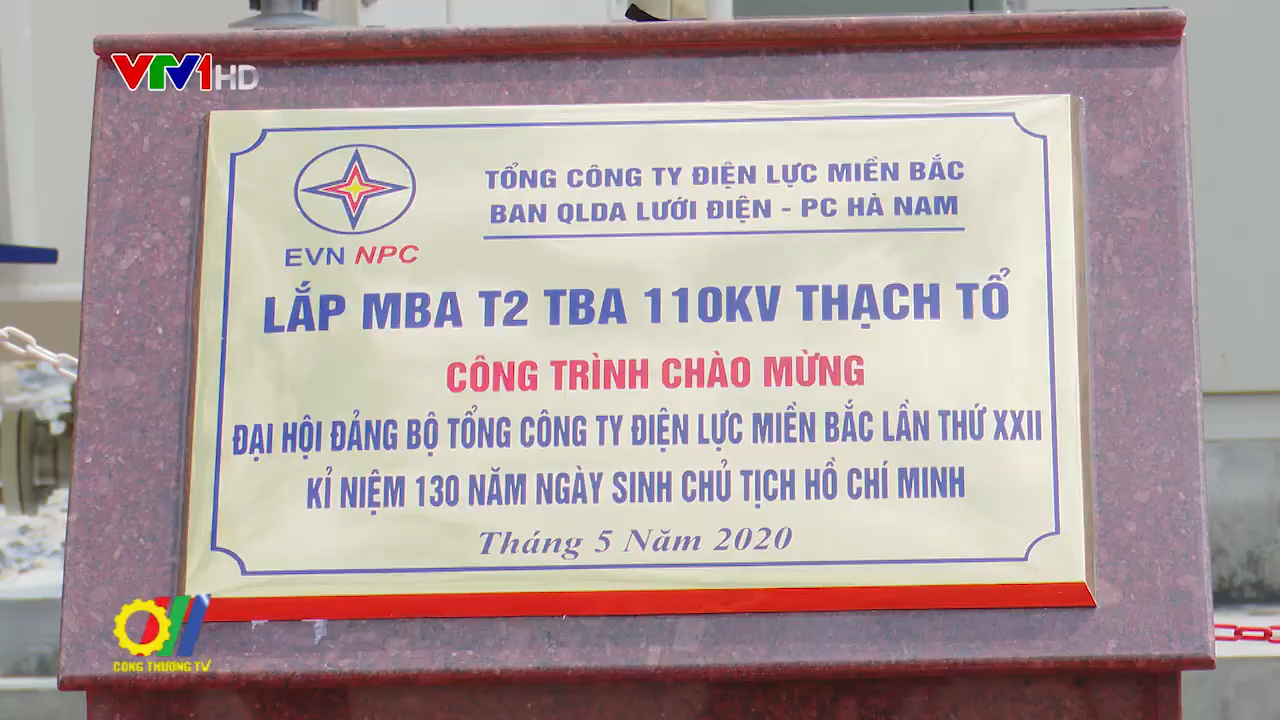 VTV1 HD
TỔNG CÔNG TY ĐIỆN LỰC MIỀN BẮC
BAN QLDA LƯỚI ĐIỆN - PC HÀ NAM
EVN NPC
LẮP MBA T2 TBA 110KV THẠCH TỔ
CÔNG TRÌNH CHÀO MỪNG
ĐẠI HỘI ĐẢNG BỘ TỔNG CÔNG TY ĐIỆN LỰC MIỀN BẮC LẦN THỨ XXII
KỈ NIỆM 130 NĂM NGÀY SINH CHỦ TỊCH HỒ CHÍ MINH
Tháng 5 Năm 2020
CÔNG THƯƠNG TV